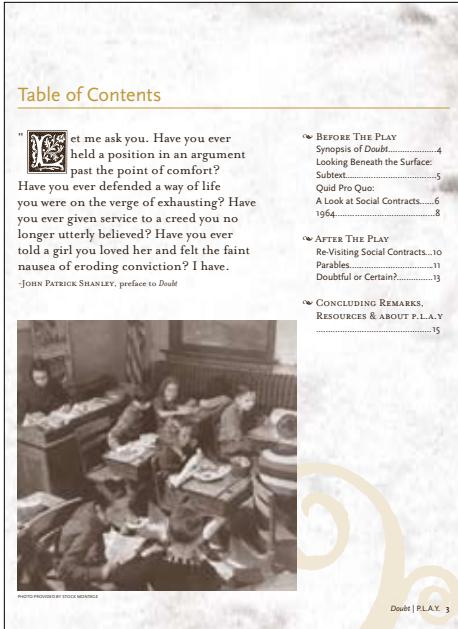 Table of Contents
" Let me ask you. Have you ever
held a position in an argument
past the point of comfort?
Have you ever defended a way of life
you were on the verge of exhausting? Have
you ever given service to a creed you no
longer utterly believed? Have you ever
told a girl you loved her and felt the faint
nausea of eroding conviction? I have.
-John Patrick Shanley, preface to Doubt
PHOTO PROVIDED BY STOCK MONTAGE
Before the Play
Synopsis of Doubt....................4
Looking Beneath the Surface:
Subtext......................................5
Quid Pro Quo:
A Look at Social Contracts......6
1964..........................................8
After the Play
Re-Visiting Social Contracts...10
Parables...................................11
Doubtful or Certain?...............13
Concluding Remarks,
Resources & about p.l.a.y
................................................15
Doubt | P.L.A.Y. 3